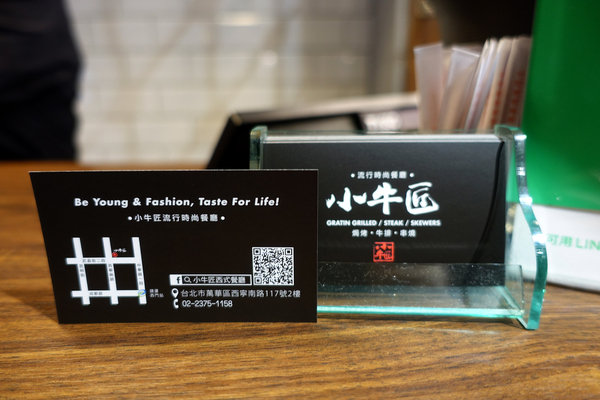 Be Young & Fashion, Taste For Life!
•小牛匠流行時尚餐廳•
小牛匠西式餐廳
台北市萬華區西寧南路117號2樓
02-2375-1158
•流行時尚餐廳•
小牛匠
GRATIN GRILLED / STEAK / SKEWERS
焗烤•牛排•串燒
可用 LIN